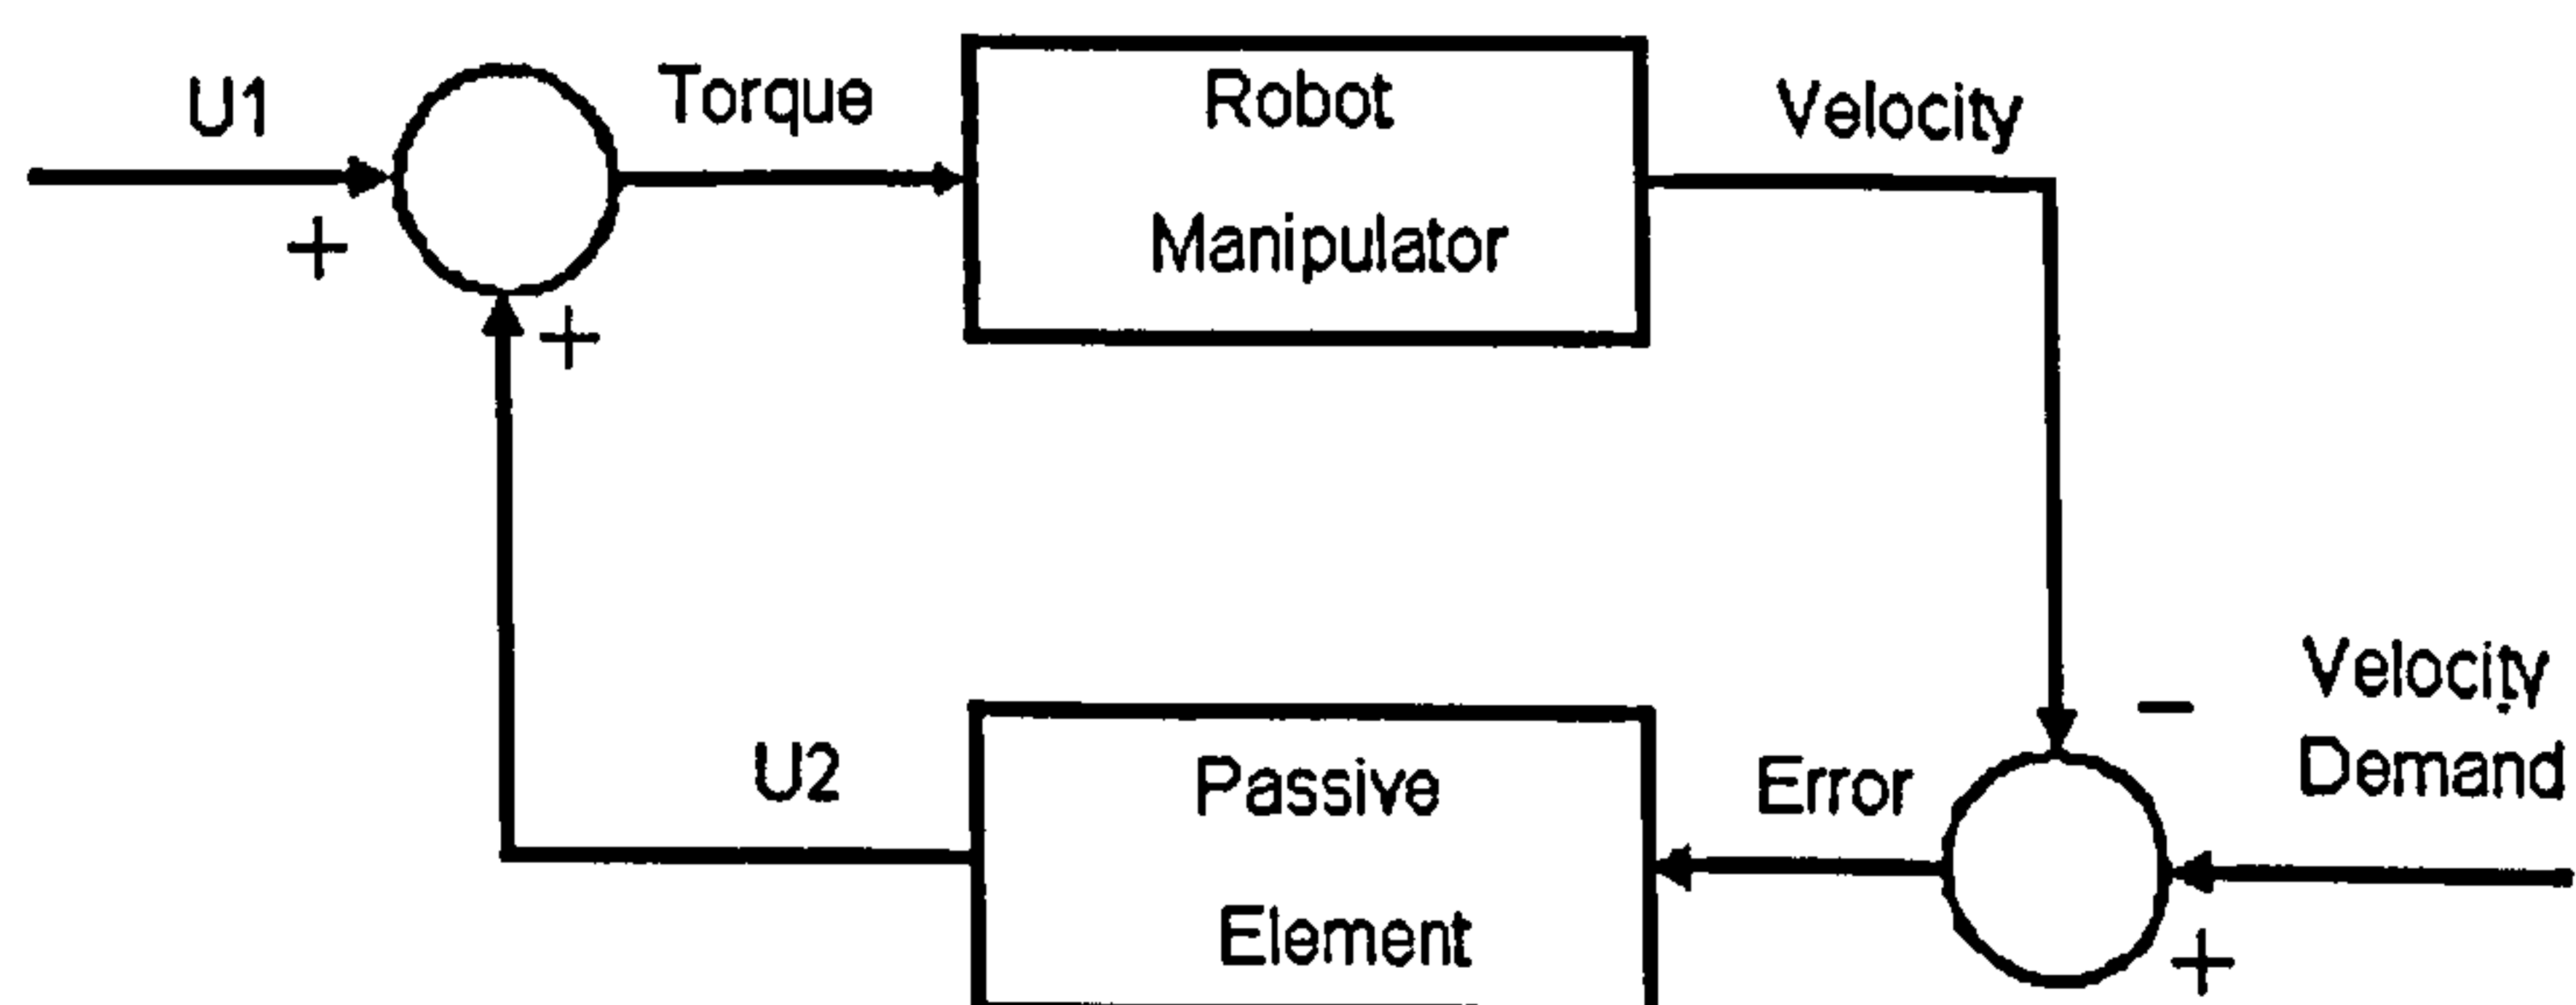 U1
Torque
Robot
Manipulator
Velocity
+
+
U2
Passive
Element
Error
−
Velocity
Demand
+